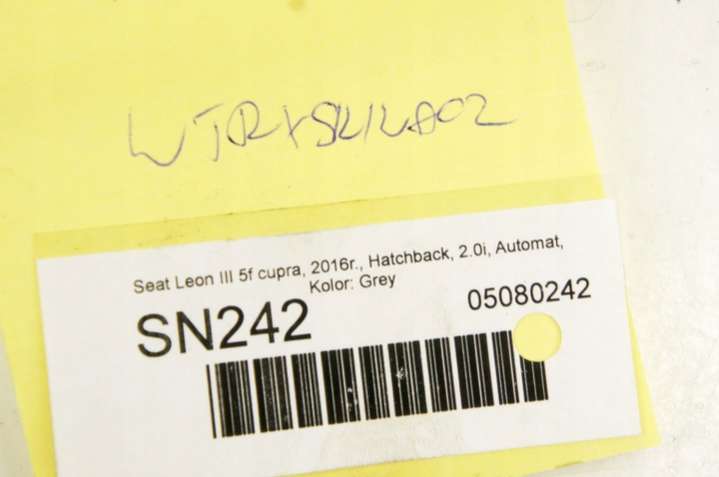 Seat Leon III 5f cupra, 2016r., Hatchback, 2.0i, Automat,
Kolor: Grey
SN242
05080242